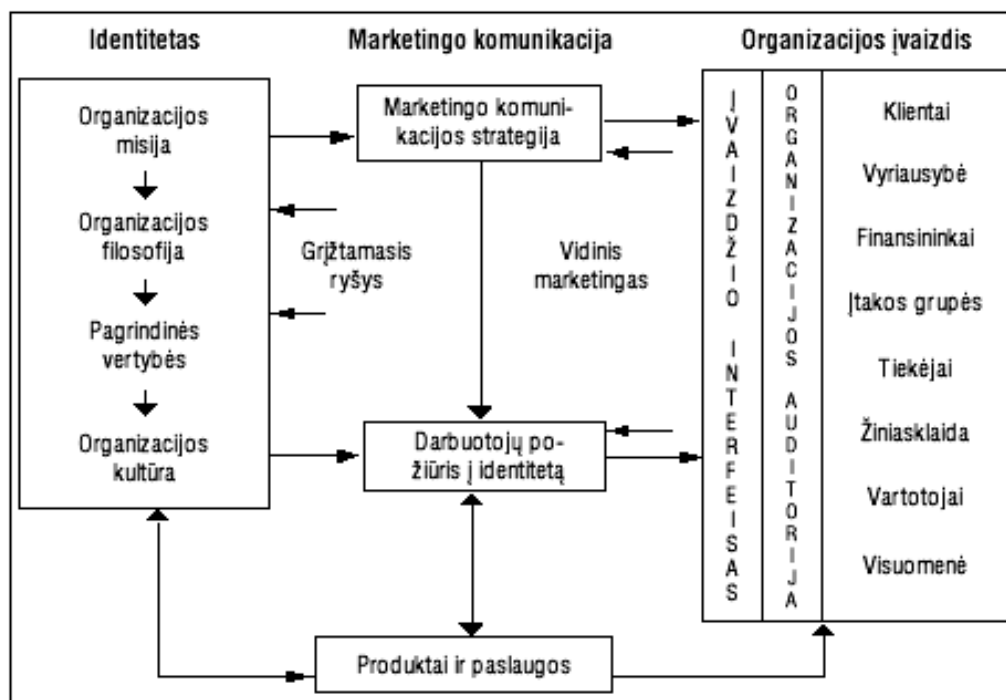 Identitetas
Marketingo komunikacija
Organizacijos įvaizdis
Organizacijos
misija
Organizacijos
filosofija
Pagrindinės
vertybės
Organizacijos
kultūra
Marketingo komuni-
kacijos strategija
Grįžtamasis
ryšys
Vidinis
marketingas
Darbuotojų po-
žiūris į identitetą
Produktai ir paslaugos
ĮVAIZDŽIO INTERFEISAS
ORGANIZACIJOS AUDITORIJA
Klientai
Vyriausybė
Finansininkai
Įtakos grupės
Tiekėjai
Žiniasklaida
Vartotojai
Visuomenė